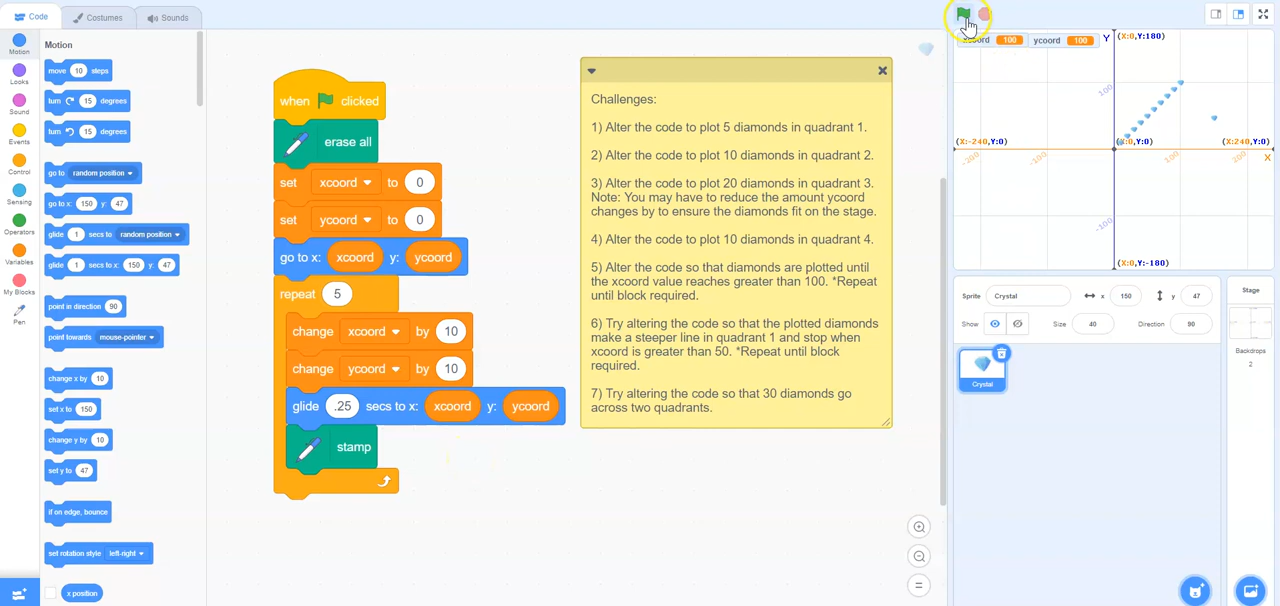 Code
Costumes
Sounds
Motion
Looks
Sound
Events
Control
Sensing
Operators
Variables
My Blocks
Pen
Motion
move 10 steps
turn 15 degrees
turn 15 degrees
go to random position
go to x: 150 y: 47
glide 1 secs to random position
glide 1 secs to x: 150 y: 47
point in direction 90
point towards mouse-pointer
change x by 10
set x to 150
change y by 10
set y to 47
if on edge, bounce
set rotation style left-right
x position
when clicked
erase all
set xcoord to 0
set ycoord to 0
go to x: xcoord y: ycoord
repeat 5
change xcoord by 10
change ycoord by 10
glide .25 secs to x: xcoord y: ycoord
stamp
Challenges:
1) Alter the code to plot 5 diamonds in quadrant 1.
2) Alter the code to plot 10 diamonds in quadrant 2.
3) Alter the code to plot 20 diamonds in quadrant 3.
Note: You may have to reduce the amount ycoord
changes by to ensure the diamonds fit on the stage.
4) Alter the code to plot 10 diamonds in quadrant 4.
5) Alter the code so that diamonds are plotted until
the xcoord value reaches greater than 100. *Repeat
until block required.
6) Try altering the code so that the plotted diamonds
make a steeper line in quadrant 1 and stop when
xcoord is greater than 50. *Repeat until block
required.
7) Try altering the code so that 30 diamonds go
across two quadrants.
xcoord 100 ycoord 100 Y (X:0,Y:180)
100
(X:-240,Y:0) (X:0,Y:0) (X:240,Y:0)
-200 -100 100 200 X
-100
(X:0,Y:-180)
Sprite Crystal x 150 y 47
Show Size 40 Direction 90
Crystal
Stage
Backdrops
2